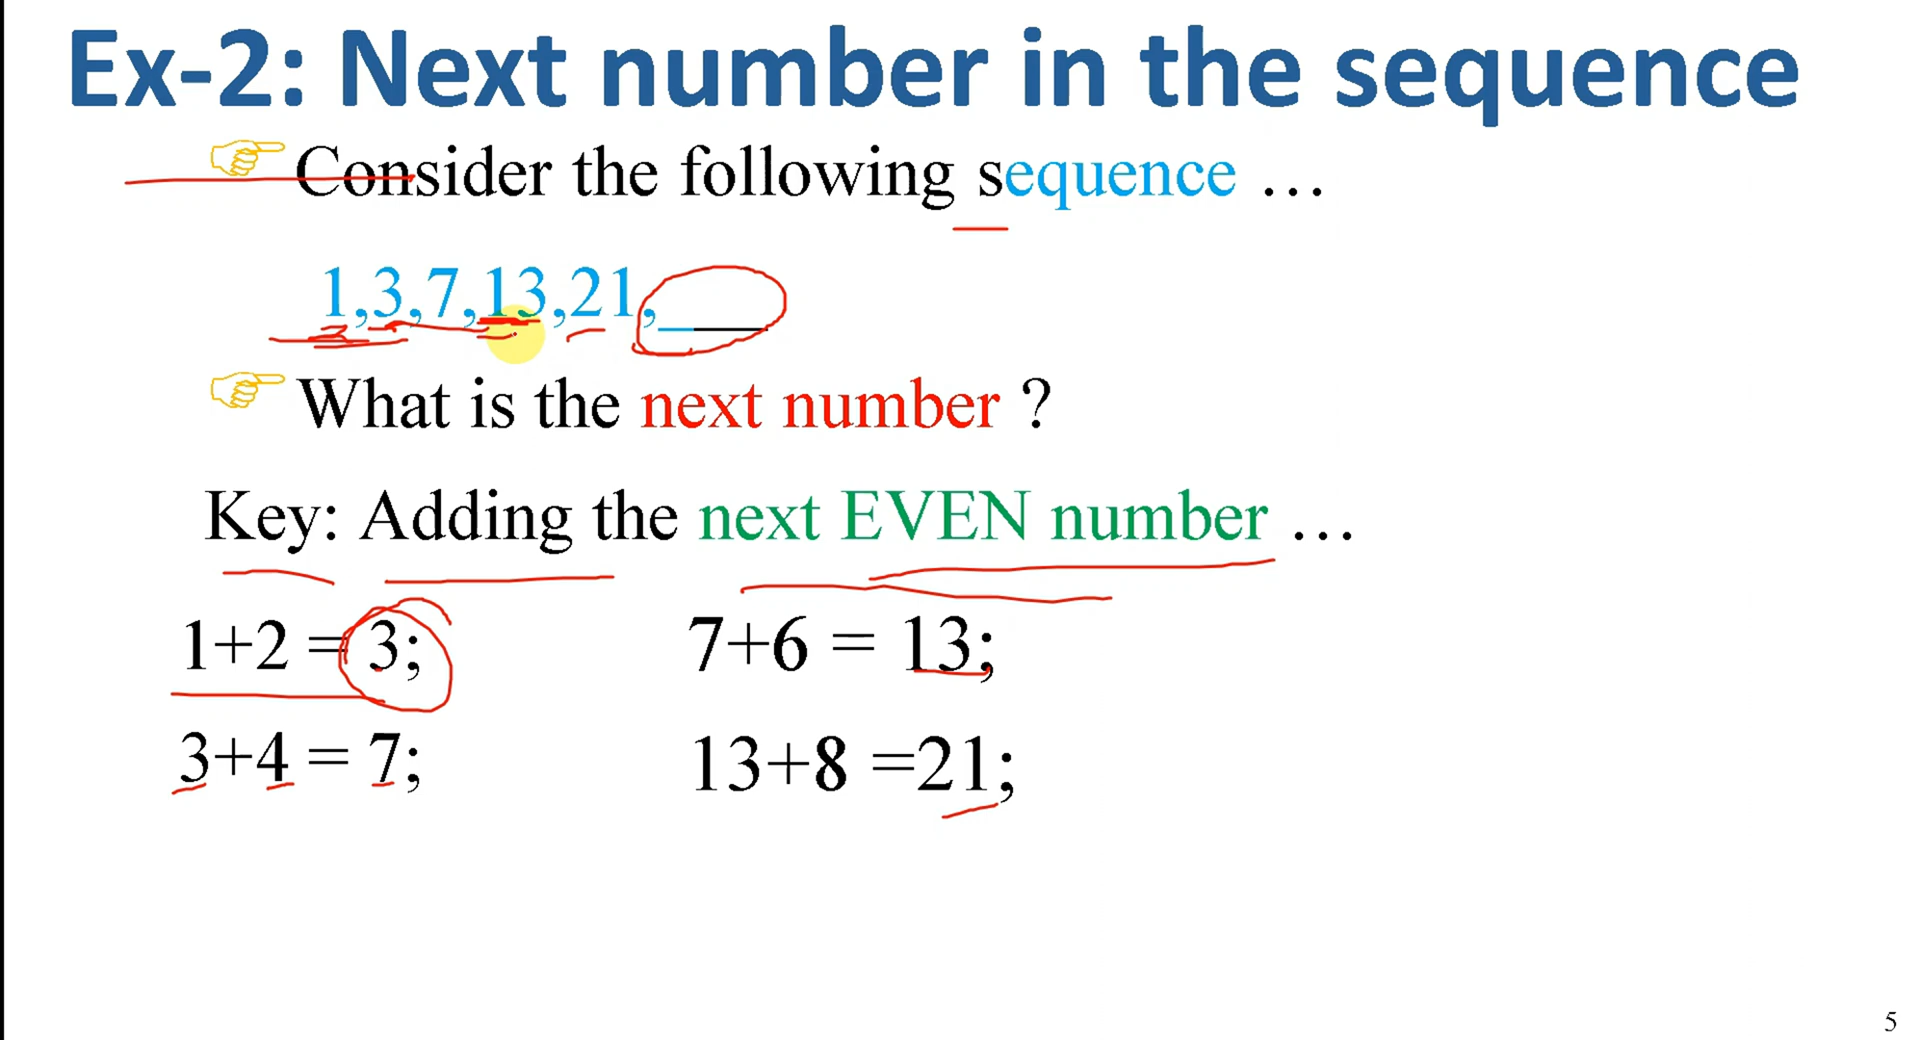 Ex-2: Next number in the sequence
Consider the following sequence …
1,3,7,13,21,_____
What is the next number ?
Key: Adding the next EVEN number …
1+2 = 3; 7+6 = 13;
3+4 = 7; 13+8 =21;
5